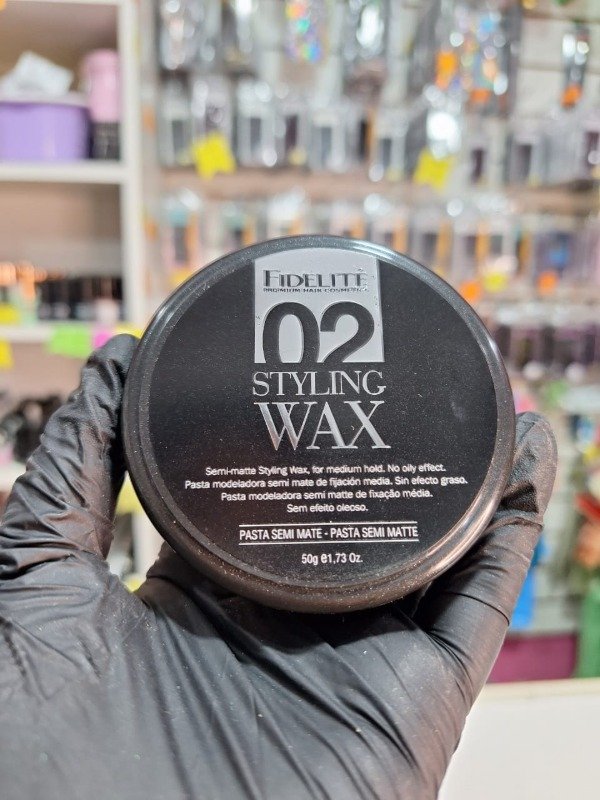 FIDELITÉ
PREMIUM HAIR COSMETICS
02
STYLING
WAX
Semi-matte Styling Wax, for medium hold. No oily effect.
Pasta modeladora semi mate de fijación media. Sin efecto graso.
Pasta modeladora semi matte de fixação média.
Sem efeito oleoso.
PASTA SEMI MATE - PASTA SEMI MATTE
50g e1,73 Oz.